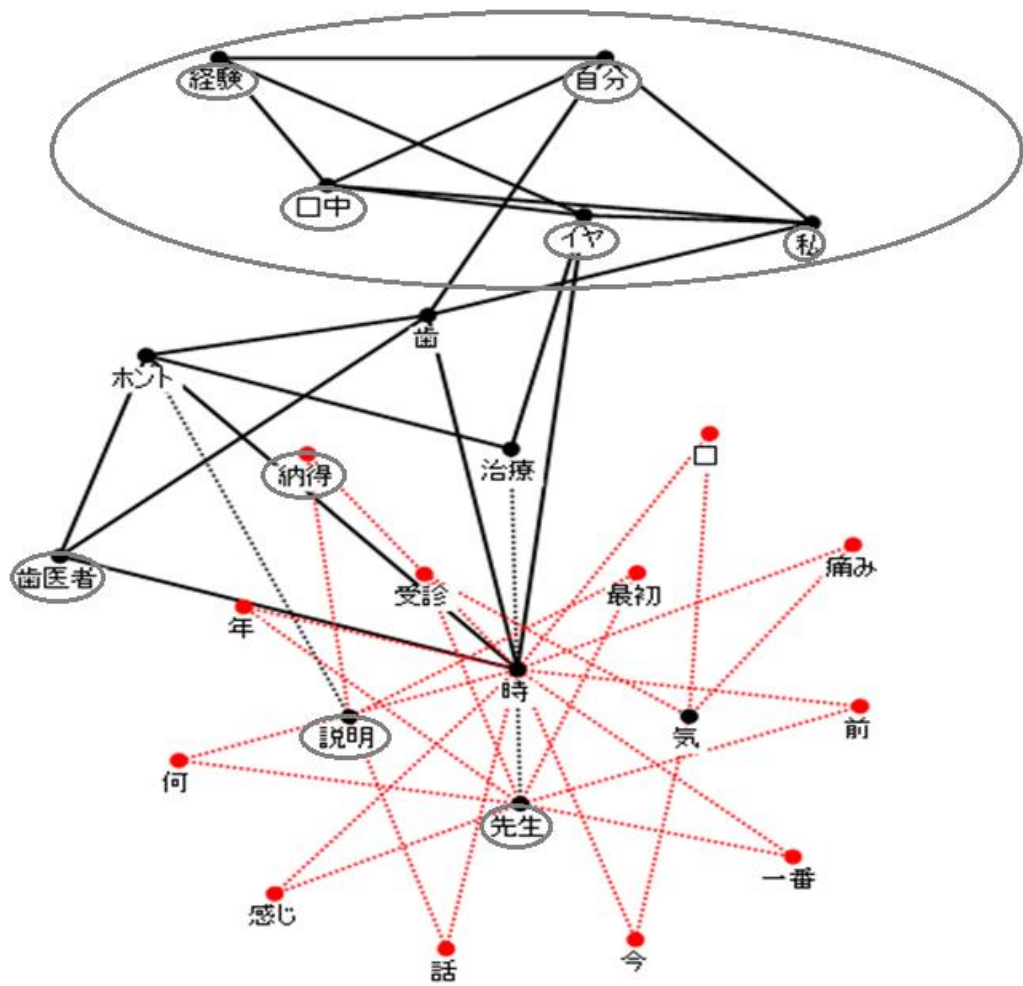 経験
自分
口中
イヤ
私
歯
ホント
納得
治療
口
歯医者
受診
最初
痛み
年
時
説明
気
前
何
先生
一番
感じ
話
今